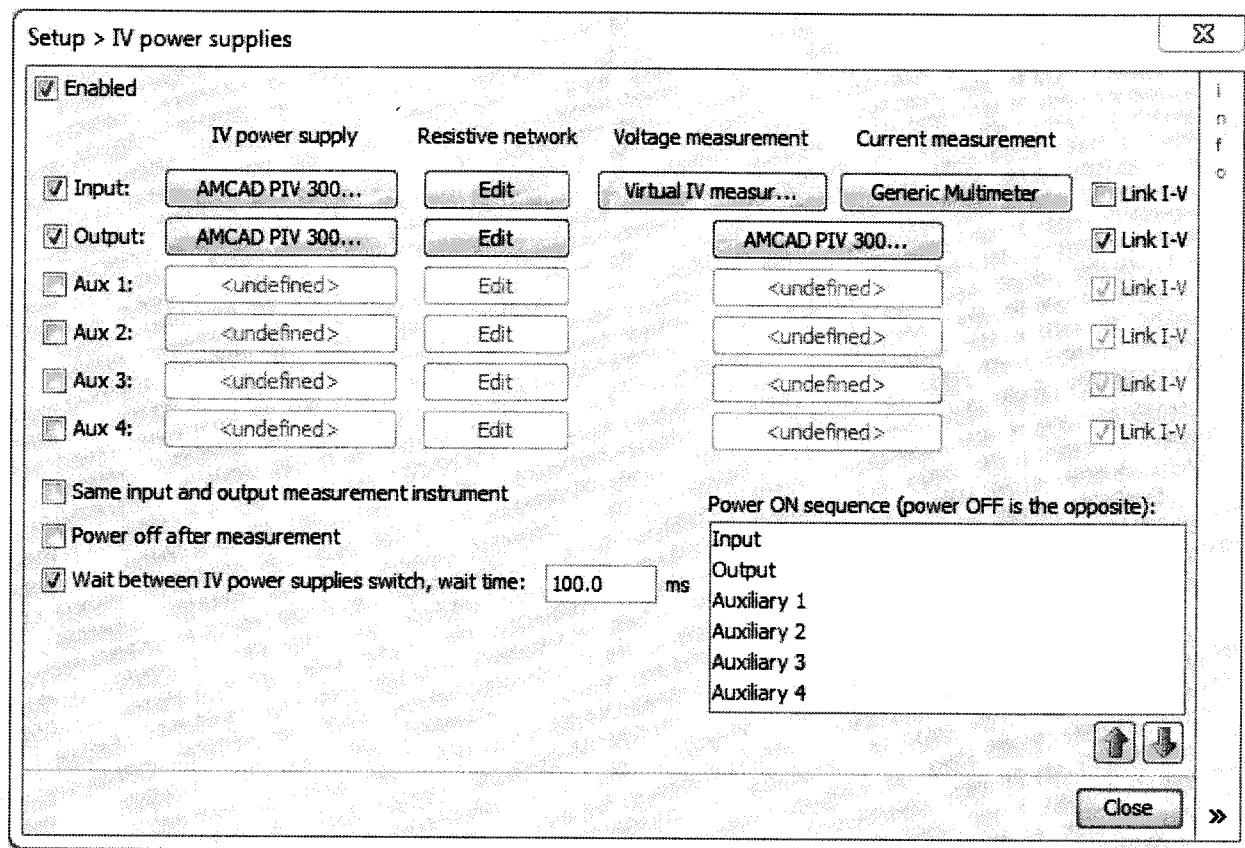 Setup > IV power supplies
Enabled
IV power supply Resistive network Voltage measurement Current measurement
Input: AMCAD PIV 300... Edit Virtual IV measur... Generic Multimeter Link I-V
Output: AMCAD PIV 300... Edit AMCAD PIV 300... Link I-V
Aux 1: <undefined> Edit <undefined> Link I-V
Aux 2: <undefined> Edit <undefined> Link I-V
Aux 3: <undefined> Edit <undefined> Link I-V
Aux 4: <undefined> Edit <undefined> Link I-V
Same input and output measurement instrument
Power off after measurement
Wait between IV power supplies switch, wait time: 100.0 ms
Power ON sequence (power OFF is the opposite):
Input
Output
Auxiliary 1
Auxiliary 2
Auxiliary 3
Auxiliary 4
Close
»
info